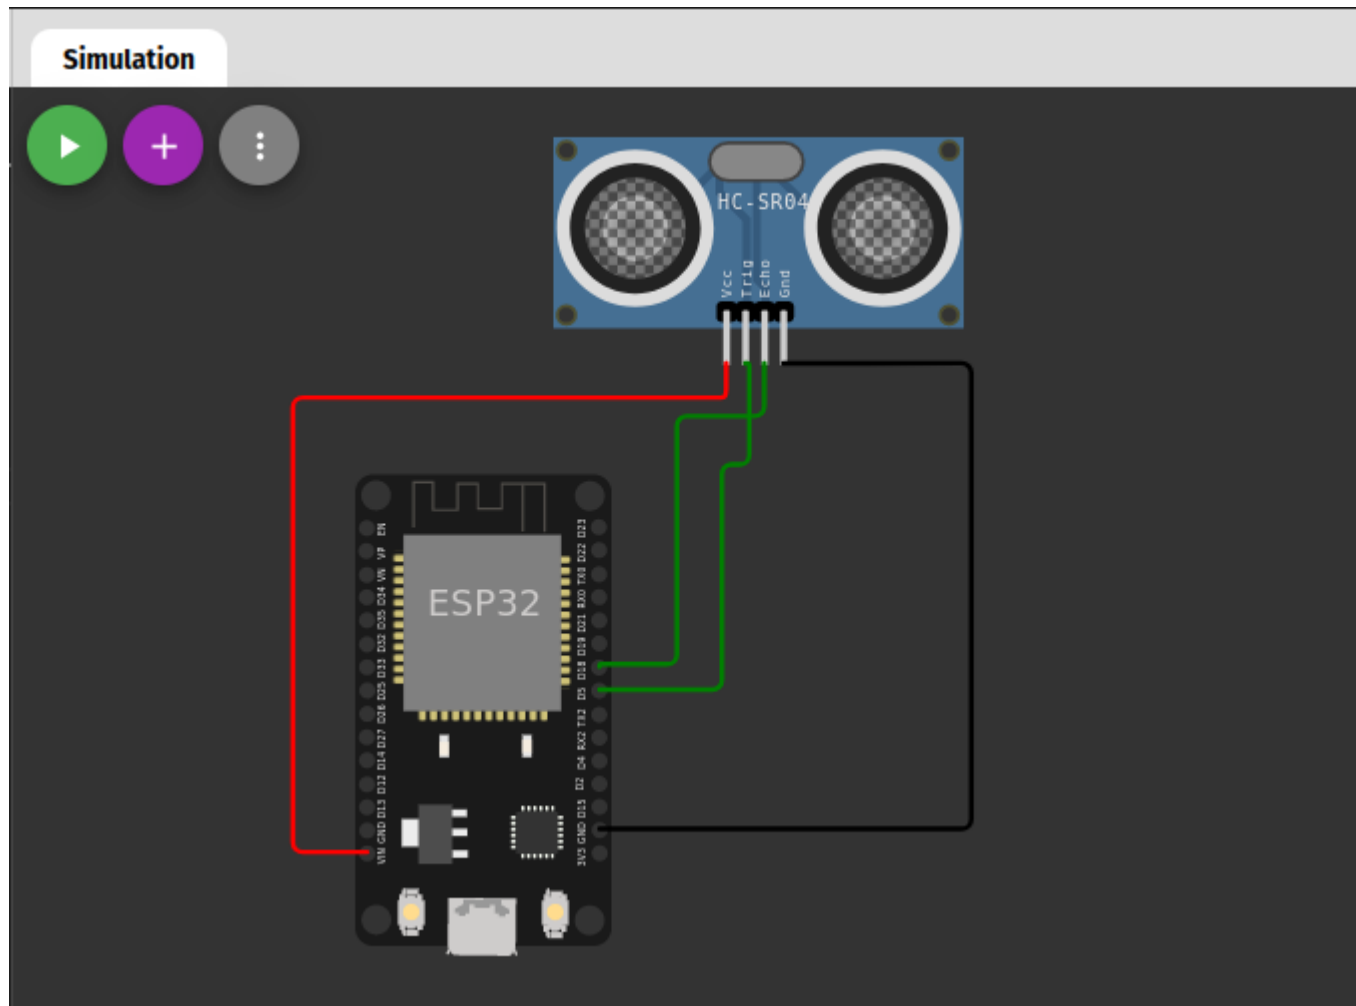 Simulation
HC-SR04
Vcc
Trig
Echo
Gnd
ESP32
EN
VP
VN
D34
D35
D32
D33
D25
D26
D27
D14
D12
D13
GND
VIN
D23
D22
TX0
RX0
D21
D19
D18
D5
TX2
RX2
D4
D2
D15
GND
3V3